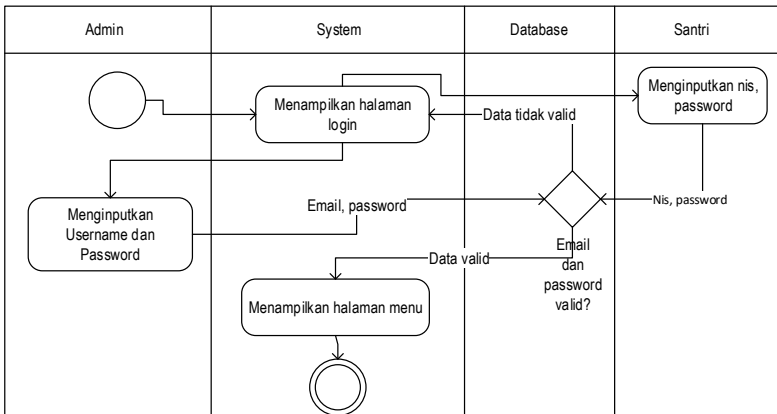 Admin
System
Database
Santri
Menampilkan halaman
login
Menginputkan nis,
password
Data tidak valid
Menginputkan
Username dan
Password
Email, password
Nis, password
Email
dan
password
valid?
Data valid
Menampilkan halaman menu